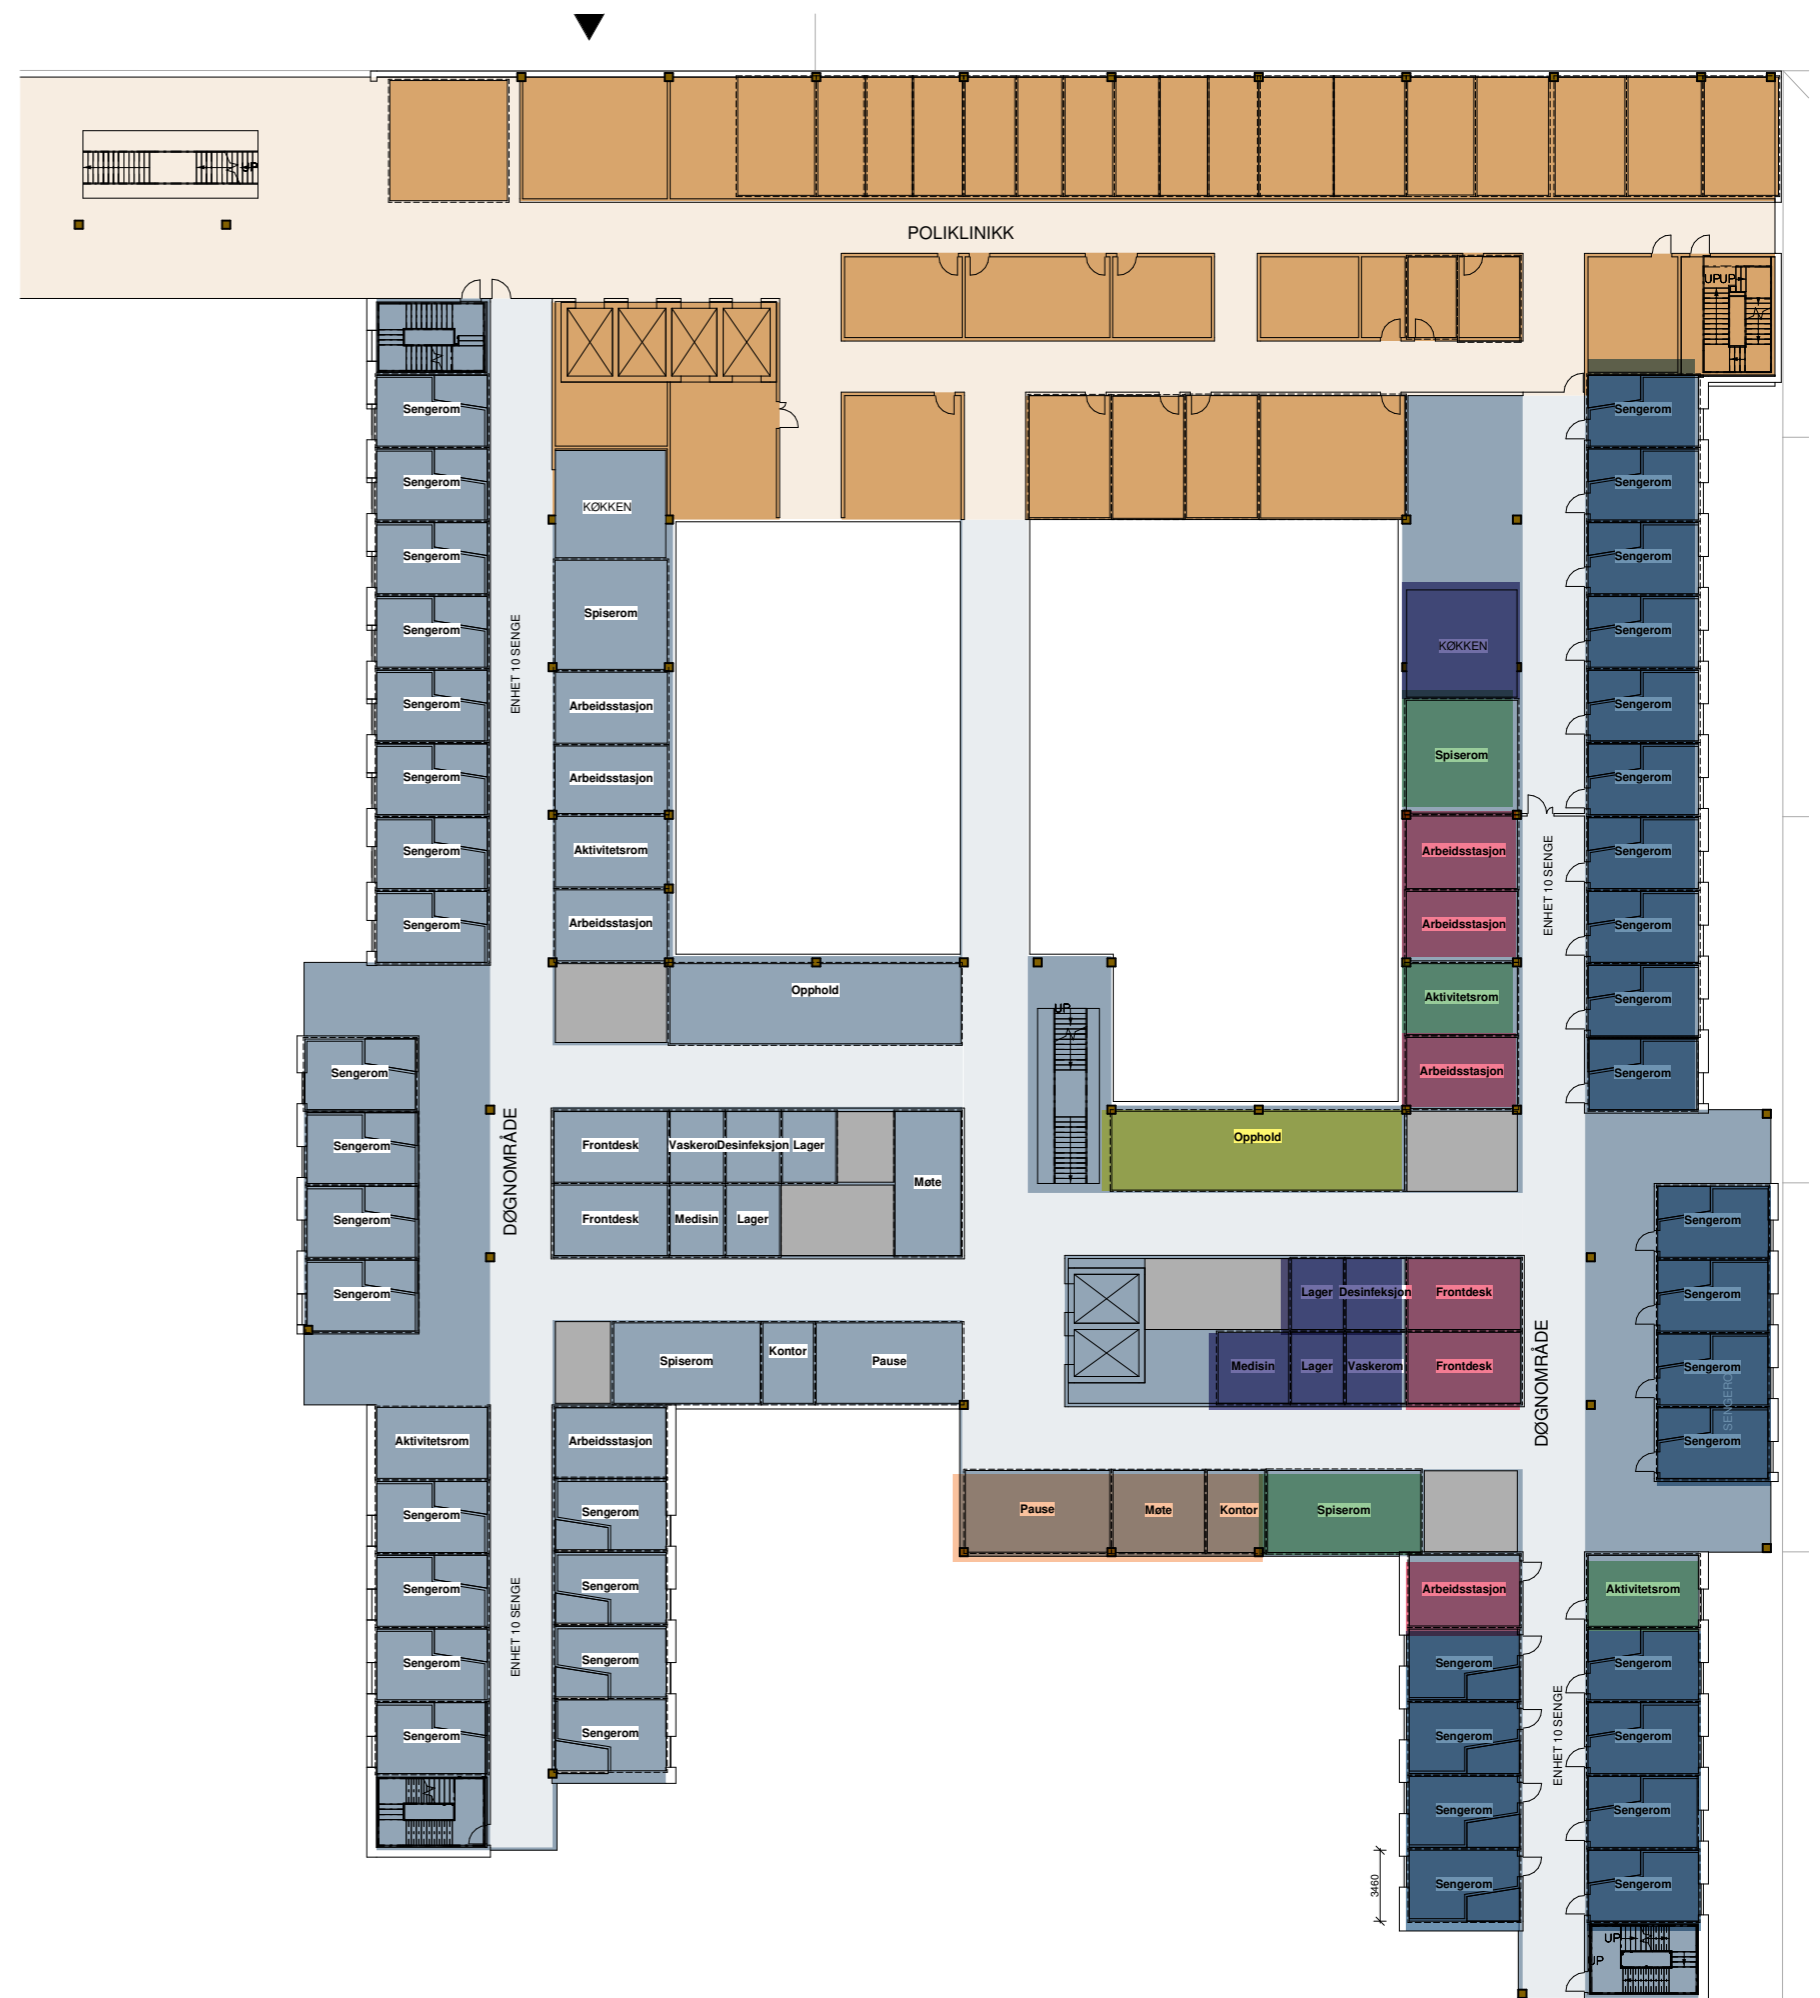 UP
POLIKLINIKK
UPUP
Sengerom
Sengerom
Sengerom
Sengerom
KØKKEN
Sengerom
Sengerom
Spiserom
Sengerom
Sengerom
KØKKEN
ENHET 10 SENGE
Sengerom
Arbeidsstasjon
Sengerom
Spiserom
Sengerom
Arbeidsstasjon
Sengerom
Sengerom
Aktivitetsrom
Arbeidsstasjon
Sengerom
ENHET 10 SENGE
Sengerom
Arbeidsstasjon
Arbeidsstasjon
Sengerom
Opphold
UP
Aktivitetsrom
Sengerom
Sengerom
Arbeidsstasjon
Sengerom
DØGNOMRÅDE
Sengerom
Frontdesk
Vaskerom
Desinfeksjon
Lager
Opphold
Møte
Sengerom
Frontdesk
Medisin
Lager
Sengerom
Sengerom
Lager
Desinfeksjon
Frontdesk
Sengerom
Spiserom
Kontor
Pause
Medisin
Lager
Vaskerom
Frontdesk
DØGNOMRÅDE
Sengerom
SENGEROM
Aktivitetsrom
Arbeidsstasjon
Sengerom
Sengerom
Sengerom
Pause
Møte
Kontor
Spiserom
Sengerom
Sengerom
Arbeidsstasjon
Aktivitetsrom
ENHET 10 SENGE
Sengerom
Sengerom
Sengerom
Sengerom
Sengerom
Sengerom
Sengerom
Sengerom
ENHET 10 SENGE
Sengerom
Sengerom
3460
Sengerom
Sengerom
UP
UP